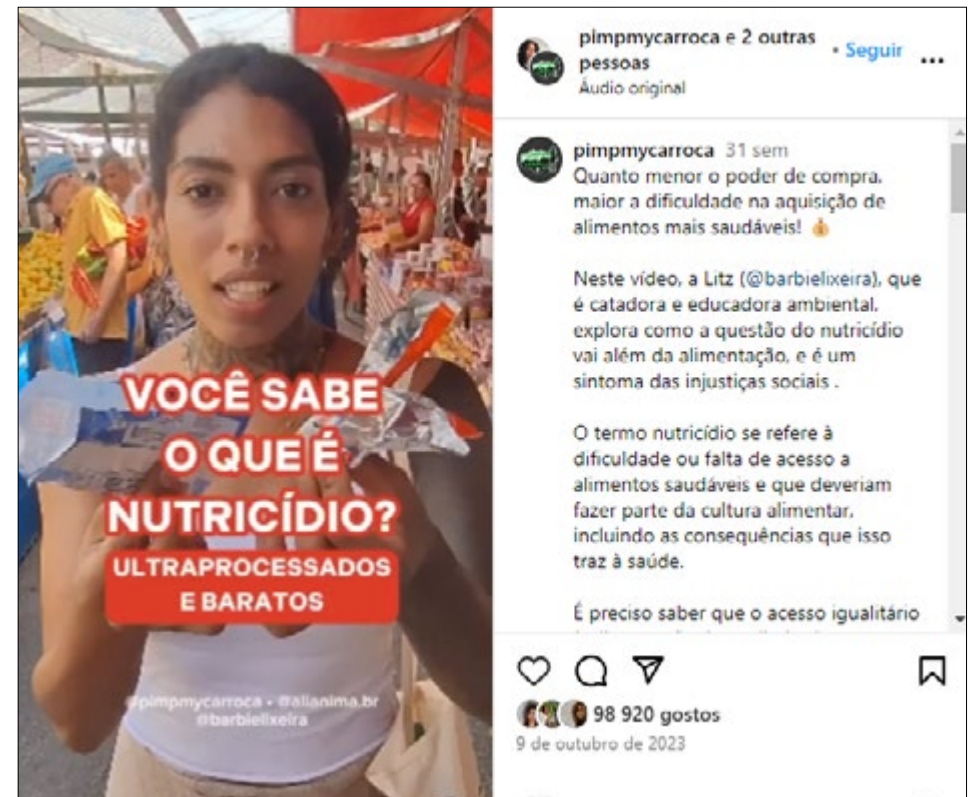 VOCÊ SABE
O QUE É
NUTRICÍDIO?
ULTRAPROCESSADOS
E BARATOS
@pimpmycarroca • @alianima.br
@barbielixeira
pimpmycarroca e 2 outras
pessoas
• Seguir
Áudio original
pimpmycarroca 31 sem
Quanto menor o poder de compra,
maior a dificuldade na aquisição de
alimentos mais saudáveis!
Neste vídeo, a Litz (@barbielixeira), que
é catadora e educadora ambiental,
explora como a questão do nutricídio
vai além da alimentação, e é um
sintoma das injustiças sociais .
O termo nutricídio se refere à
dificuldade ou falta de acesso a
alimentos saudáveis e que deveriam
fazer parte da cultura alimentar,
incluindo as consequências que isso
traz à saúde.
É preciso saber que o acesso igualitário
98 920 gostos
9 de outubro de 2023